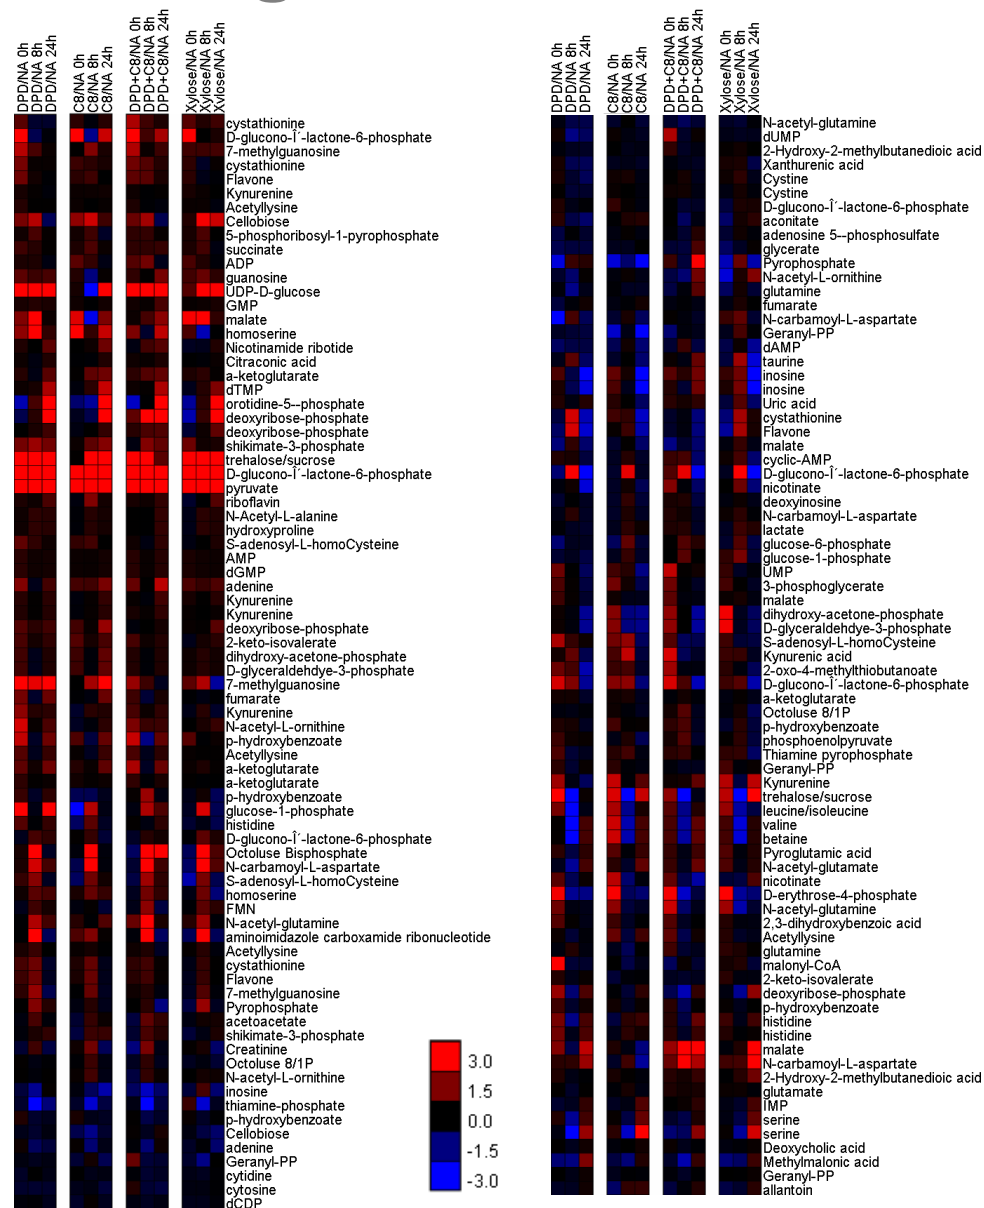 DPD/NA 0h
DPD/NA 8h
DPD/NA 24h
C8/NA 0h
C8/NA 8h
C8/NA 24h
DPD+C8/NA 0h
DPD+C8/NA 8h
DPD+C8/NA 24h
Xylose/NA 0h
Xylose/NA 8h
Xylose/NA 24h
cystathionine
D-glucono-Î´-lactone-6-phosphate
7-methylguanosine
cystathionine
Flavone
Kynurenine
Acetyllysine
Cellobiose
5-phosphoribosyl-1-pyrophosphate
succinate
ADP
guanosine
UDP-D-glucose
GMP
malate
homoserine
Nicotinamide ribotide
Citraconic acid
a-ketoglutarate
dTMP
orotidine-5--phosphate
deoxyribose-phosphate
deoxyribose-phosphate
shikimate-3-phosphate
trehalose/sucrose
D-glucono-Î´-lactone-6-phosphate
pyruvate
riboflavin
N-Acetyl-L-alanine
hydroxyproline
S-adenosyl-L-homoCysteine
AMP
dGMP
adenine
Kynurenine
Kynurenine
deoxyribose-phosphate
2-keto-isovalerate
dihydroxy-acetone-phosphate
D-glyceraldehdye-3-phosphate
7-methylguanosine
fumarate
Kynurenine
N-acetyl-L-ornithine
p-hydroxybenzoate
Acetyllysine
a-ketoglutarate
a-ketoglutarate
p-hydroxybenzoate
glucose-1-phosphate
histidine
D-glucono-Î´-lactone-6-phosphate
Octoluse Bisphosphate
N-carbamoyl-L-aspartate
S-adenosyl-L-homoCysteine
homoserine
FMN
N-acetyl-glutamine
aminoimidazole carboxamide ribonucleotide
Acetyllysine
cystathionine
Flavone
7-methylguanosine
Pyrophosphate
acetoacetate
shikimate-3-phosphate
Creatinine
Octoluse 8/1P
N-acetyl-L-ornithine
inosine
thiamine-phosphate
p-hydroxybenzoate
Cellobiose
adenine
Geranyl-PP
cytidine
cytosine
dCDP
3.0
1.5
0.0
-1.5
-3.0
DPD/NA 0h
DPD/NA 8h
DPD/NA 24h
C8/NA 0h
C8/NA 8h
C8/NA 24h
DPD+C8/NA 0h
DPD+C8/NA 8h
DPD+C8/NA 24h
Xylose/NA 0h
Xylose/NA 8h
Xylose/NA 24h
N-acetyl-glutamine
dUMP
2-Hydroxy-2-methylbutanedioic acid
Xanthurenic acid
Cystine
Cystine
D-glucono-Î´-lactone-6-phosphate
aconitate
adenosine 5--phosphosulfate
glycerate
Pyrophosphate
N-acetyl-L-ornithine
glutamine
fumarate
N-carbamoyl-L-aspartate
Geranyl-PP
dAMP
taurine
inosine
inosine
Uric acid
cystathionine
Flavone
malate
cyclic-AMP
D-glucono-Î´-lactone-6-phosphate
nicotinate
deoxyinosine
N-carbamoyl-L-aspartate
lactate
glucose-6-phosphate
glucose-1-phosphate
UMP
3-phosphoglycerate
malate
dihydroxy-acetone-phosphate
D-glyceraldehdye-3-phosphate
S-adenosyl-L-homoCysteine
Kynurenic acid
2-oxo-4-methylthiobutanoate
D-glucono-Î´-lactone-6-phosphate
a-ketoglutarate
Octoluse 8/1P
p-hydroxybenzoate
phosphoenolpyruvate
Thiamine pyrophosphate
Geranyl-PP
Kynurenine
trehalose/sucrose
leucine/isoleucine
valine
betaine
Pyroglutamic acid
N-acetyl-glutamate
nicotinate
D-erythrose-4-phosphate
N-acetyl-glutamine
2,3-dihydroxybenzoic acid
Acetyllysine
glutamine
malonyl-CoA
2-keto-isovalerate
deoxyribose-phosphate
p-hydroxybenzoate
histidine
histidine
malate
N-carbamoyl-L-aspartate
2-Hydroxy-2-methylbutanedioic acid
glutamate
IMP
serine
serine
Deoxycholic acid
Methylmalonic acid
Geranyl-PP
allantoin